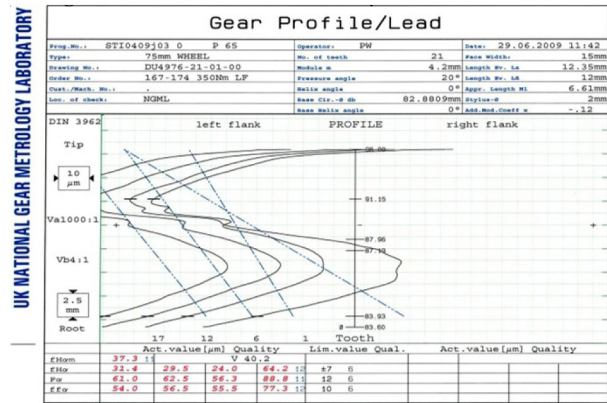 UK NATIONAL GEAR METROLOGY LABORATORY
Gear Profile/Lead
Prog.No.: STI0409j03 0 P 65 Operator: PW Date: 29.06.2009 11:42
Type: 75mm WHEEL No. of teeth 21 Face Width: 15mm
Drawing No.: DU4976-21-01-00 Module m 4.2mm Length Ev. La 12.35mm
Order No.: 167-174 350Nm LF Pressure angle 20° Length Ev. Lß 12mm
Cust./Mach. No.: Helix angle 0° Appr. Length M1 6.61mm
Loc. of check: NGML Base Cir.-Ø db 82.8809mm Stylus-Ø 2mm
Base Helix angle 0° Add.Mod.Coeff x -.12
DIN 3962 left flank PROFILE right flank
Tip
10
µm
91.15
Va1000:1
87.96
87.19
Vb4:1
2.5
mm
83.93
Root
Ø 83.60
17 12 6 1 Tooth
Act.value[µm] Quality Lim.value Qual. Act.value[µm] Quality
fHαm 37.3 11 V 40.2
fHα 31.4 29.5 24.0 64.2 12 ±7 6
Fα 61.0 62.5 56.3 88.8 11 12 6
ffα 54.0 56.5 55.5 77.3 12 10 6